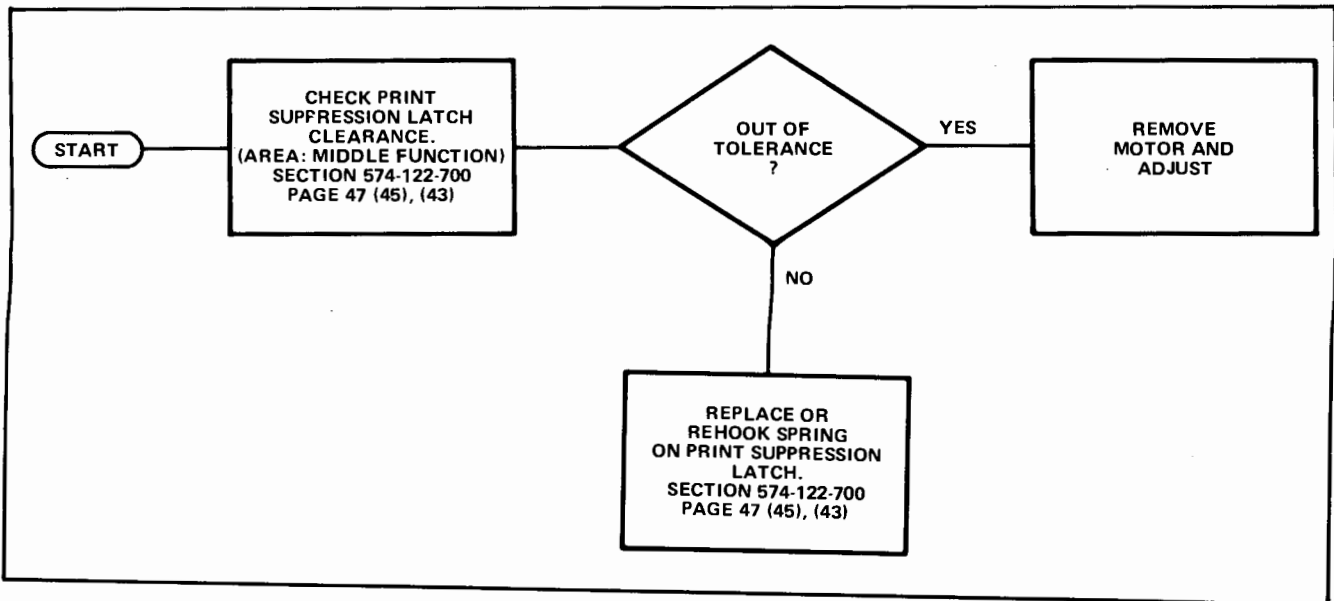 START
CHECK PRINT
SUPPRESSION LATCH
CLEARANCE.
(AREA: MIDDLE FUNCTION)
SECTION 574-122-700
PAGE 47 (45), (43)
OUT OF
TOLERANCE
?
YES
REMOVE
MOTOR AND
ADJUST
NO
REPLACE OR
REHOOK SPRING
ON PRINT SUPPRESSION
LATCH.
SECTION 574-122-700
PAGE 47 (45), (43)